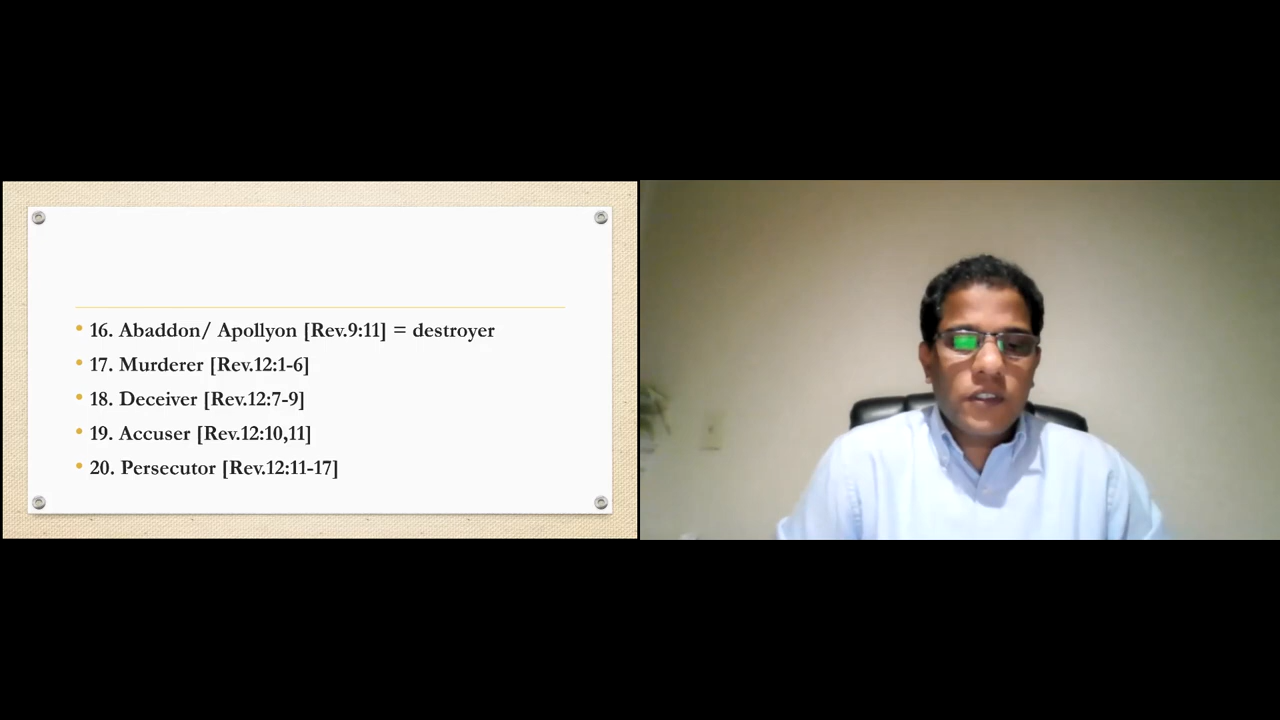 • 16. Abaddon/ Apollyon [Rev.9:11] = destroyer
• 17. Murderer [Rev.12:1-6]
• 18. Deceiver [Rev.12:7-9]
• 19. Accuser [Rev.12:10,11]
• 20. Persecutor [Rev.12:11-17]